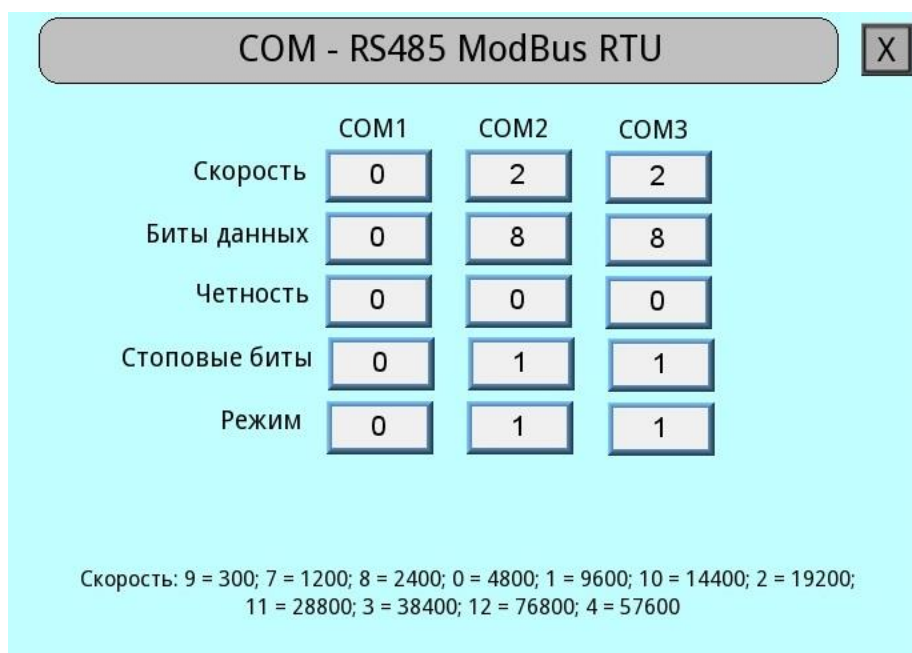 COM - RS485 ModBus RTU X
COM1 COM2 COM3
Скорость 0 2 2
Биты данных 0 8 8
Четность 0 0 0
Стоповые биты 0 1 1
Режим 0 1 1
Скорость: 9 = 300; 7 = 1200; 8 = 2400; 0 = 4800; 1 = 9600; 10 = 14400; 2 = 19200;
11 = 28800; 3 = 38400; 12 = 76800; 4 = 57600